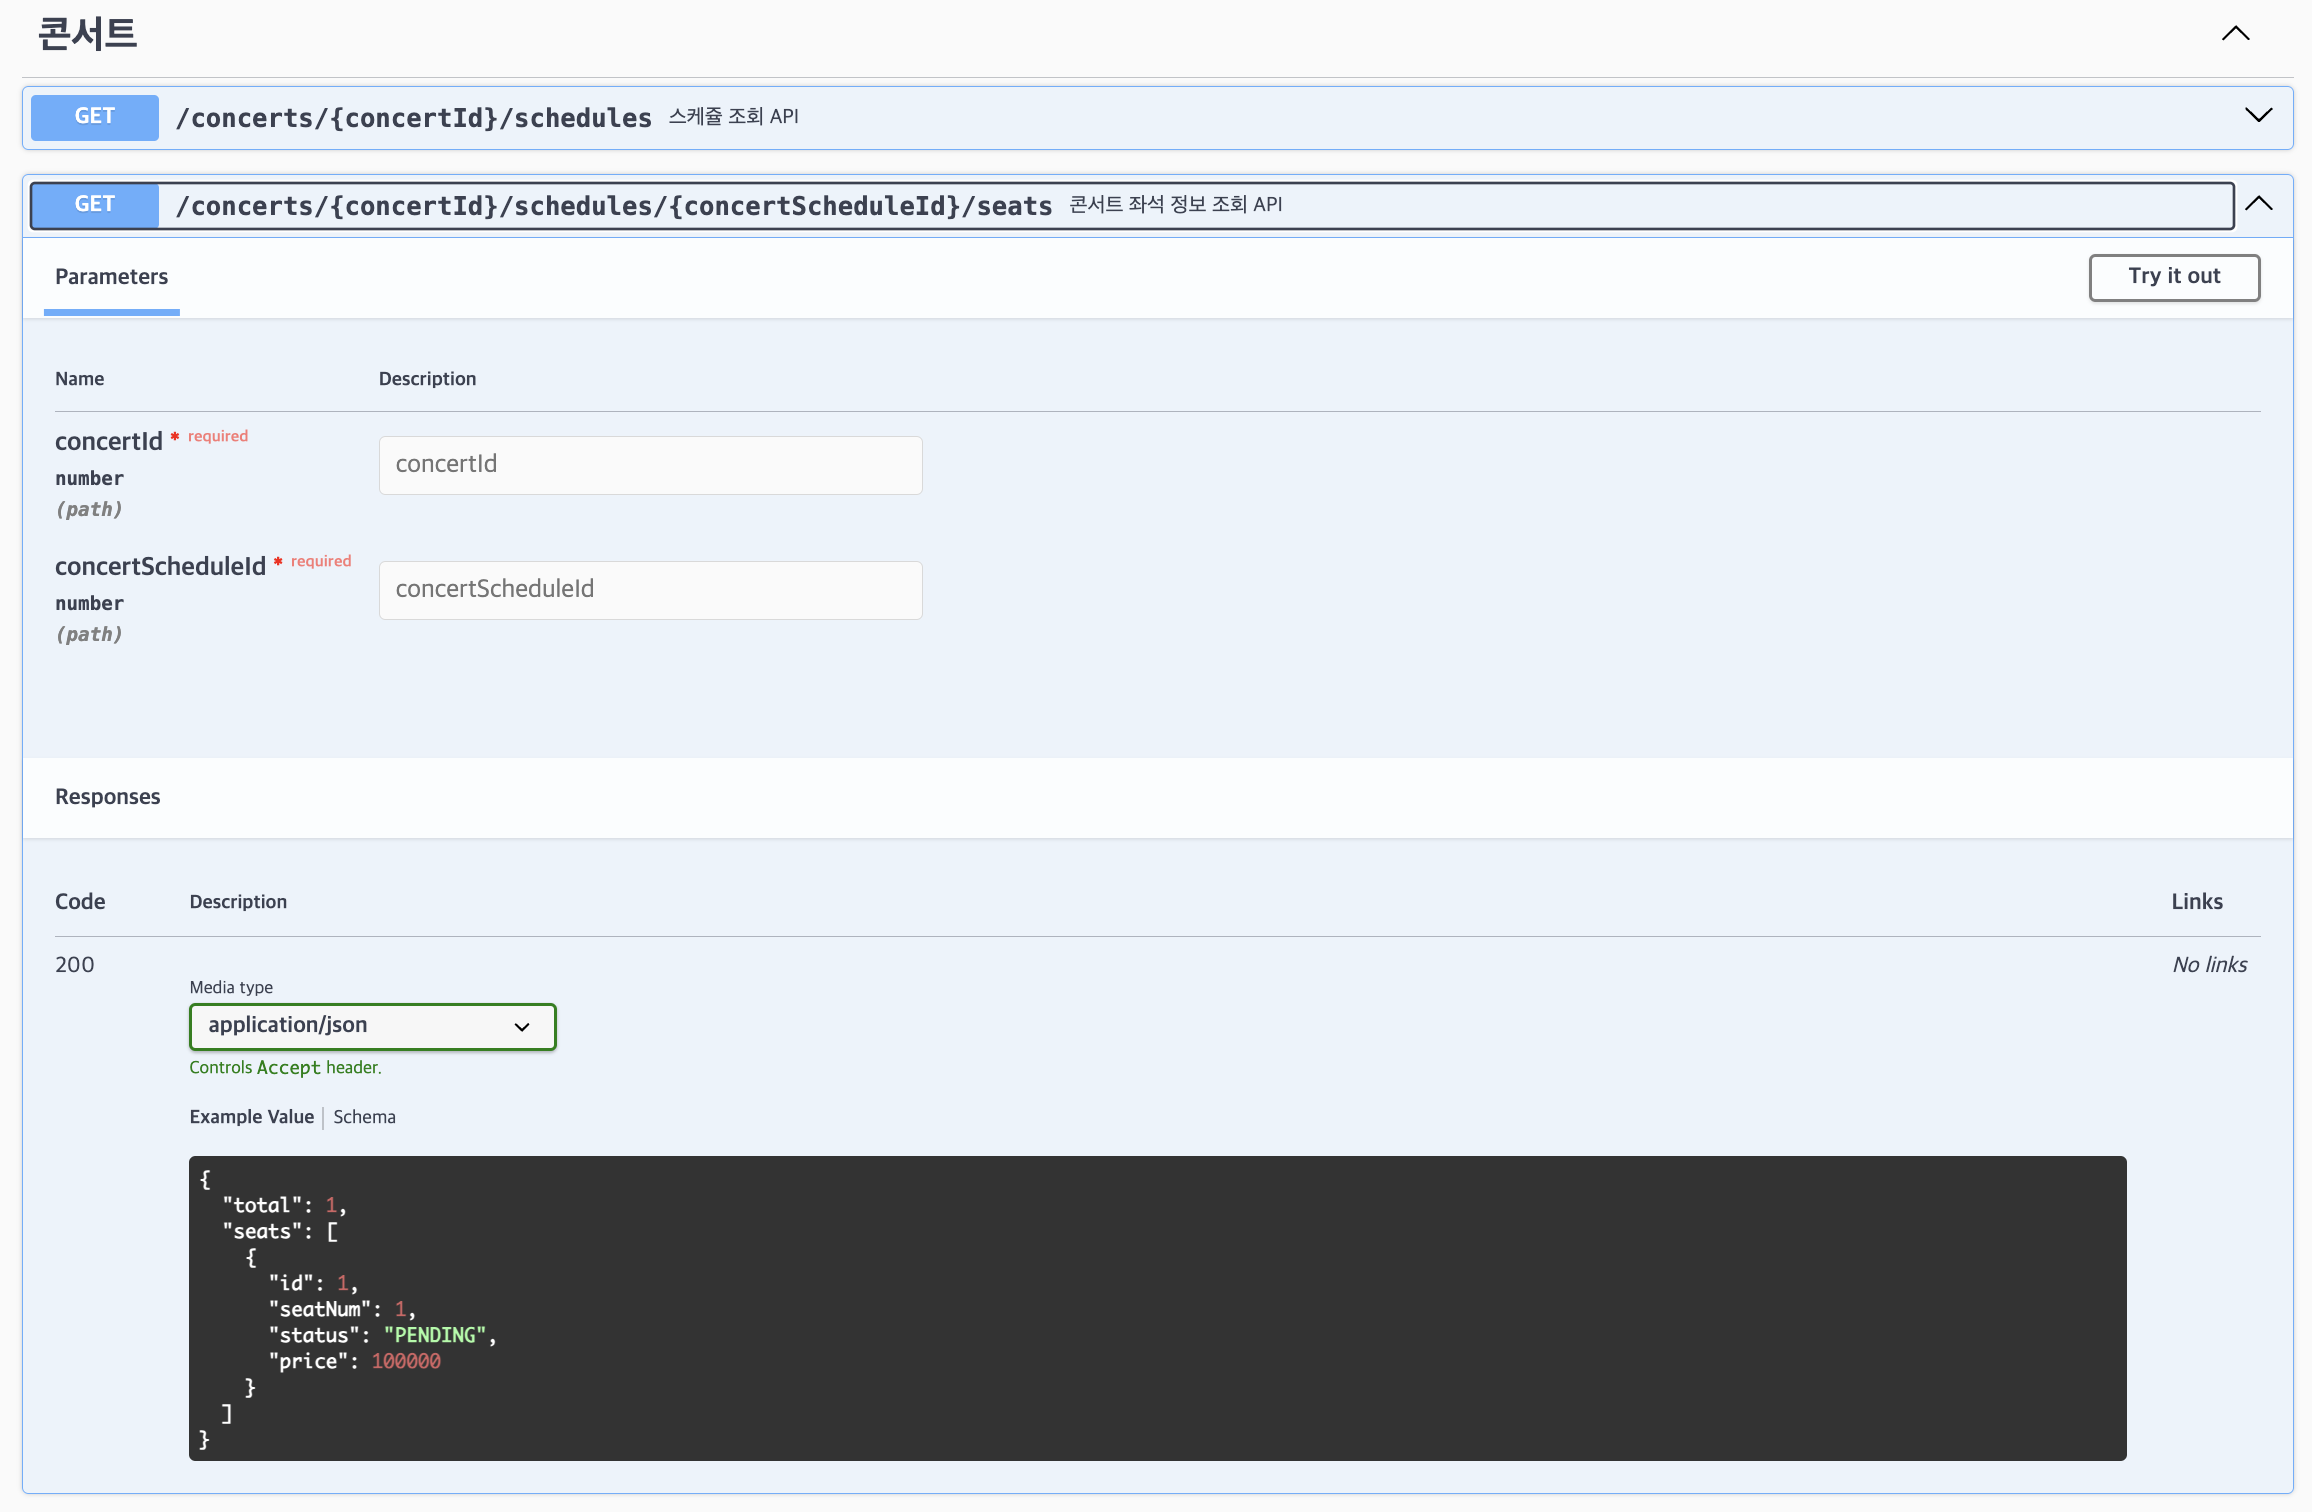 콘서트
GET /concerts/{concertId}/schedules 스케쥴 조회 API
GET /concerts/{concertId}/schedules/{concertScheduleId}/seats 콘서트 좌석 정보 조회 API
Parameters
Try it out
Name Description
concertId * required
number
(path)
concertId
concertScheduleId * required
number
(path)
concertScheduleId
Responses
Code Description Links
200 No links
Media type
application/json
Controls Accept header.
Example Value | Schema
{
  "total": 1,
  "seats": [
    {
      "id": 1,
      "seatNum": 1,
      "status": "PENDING",
      "price": 100000
    }
  ]
}